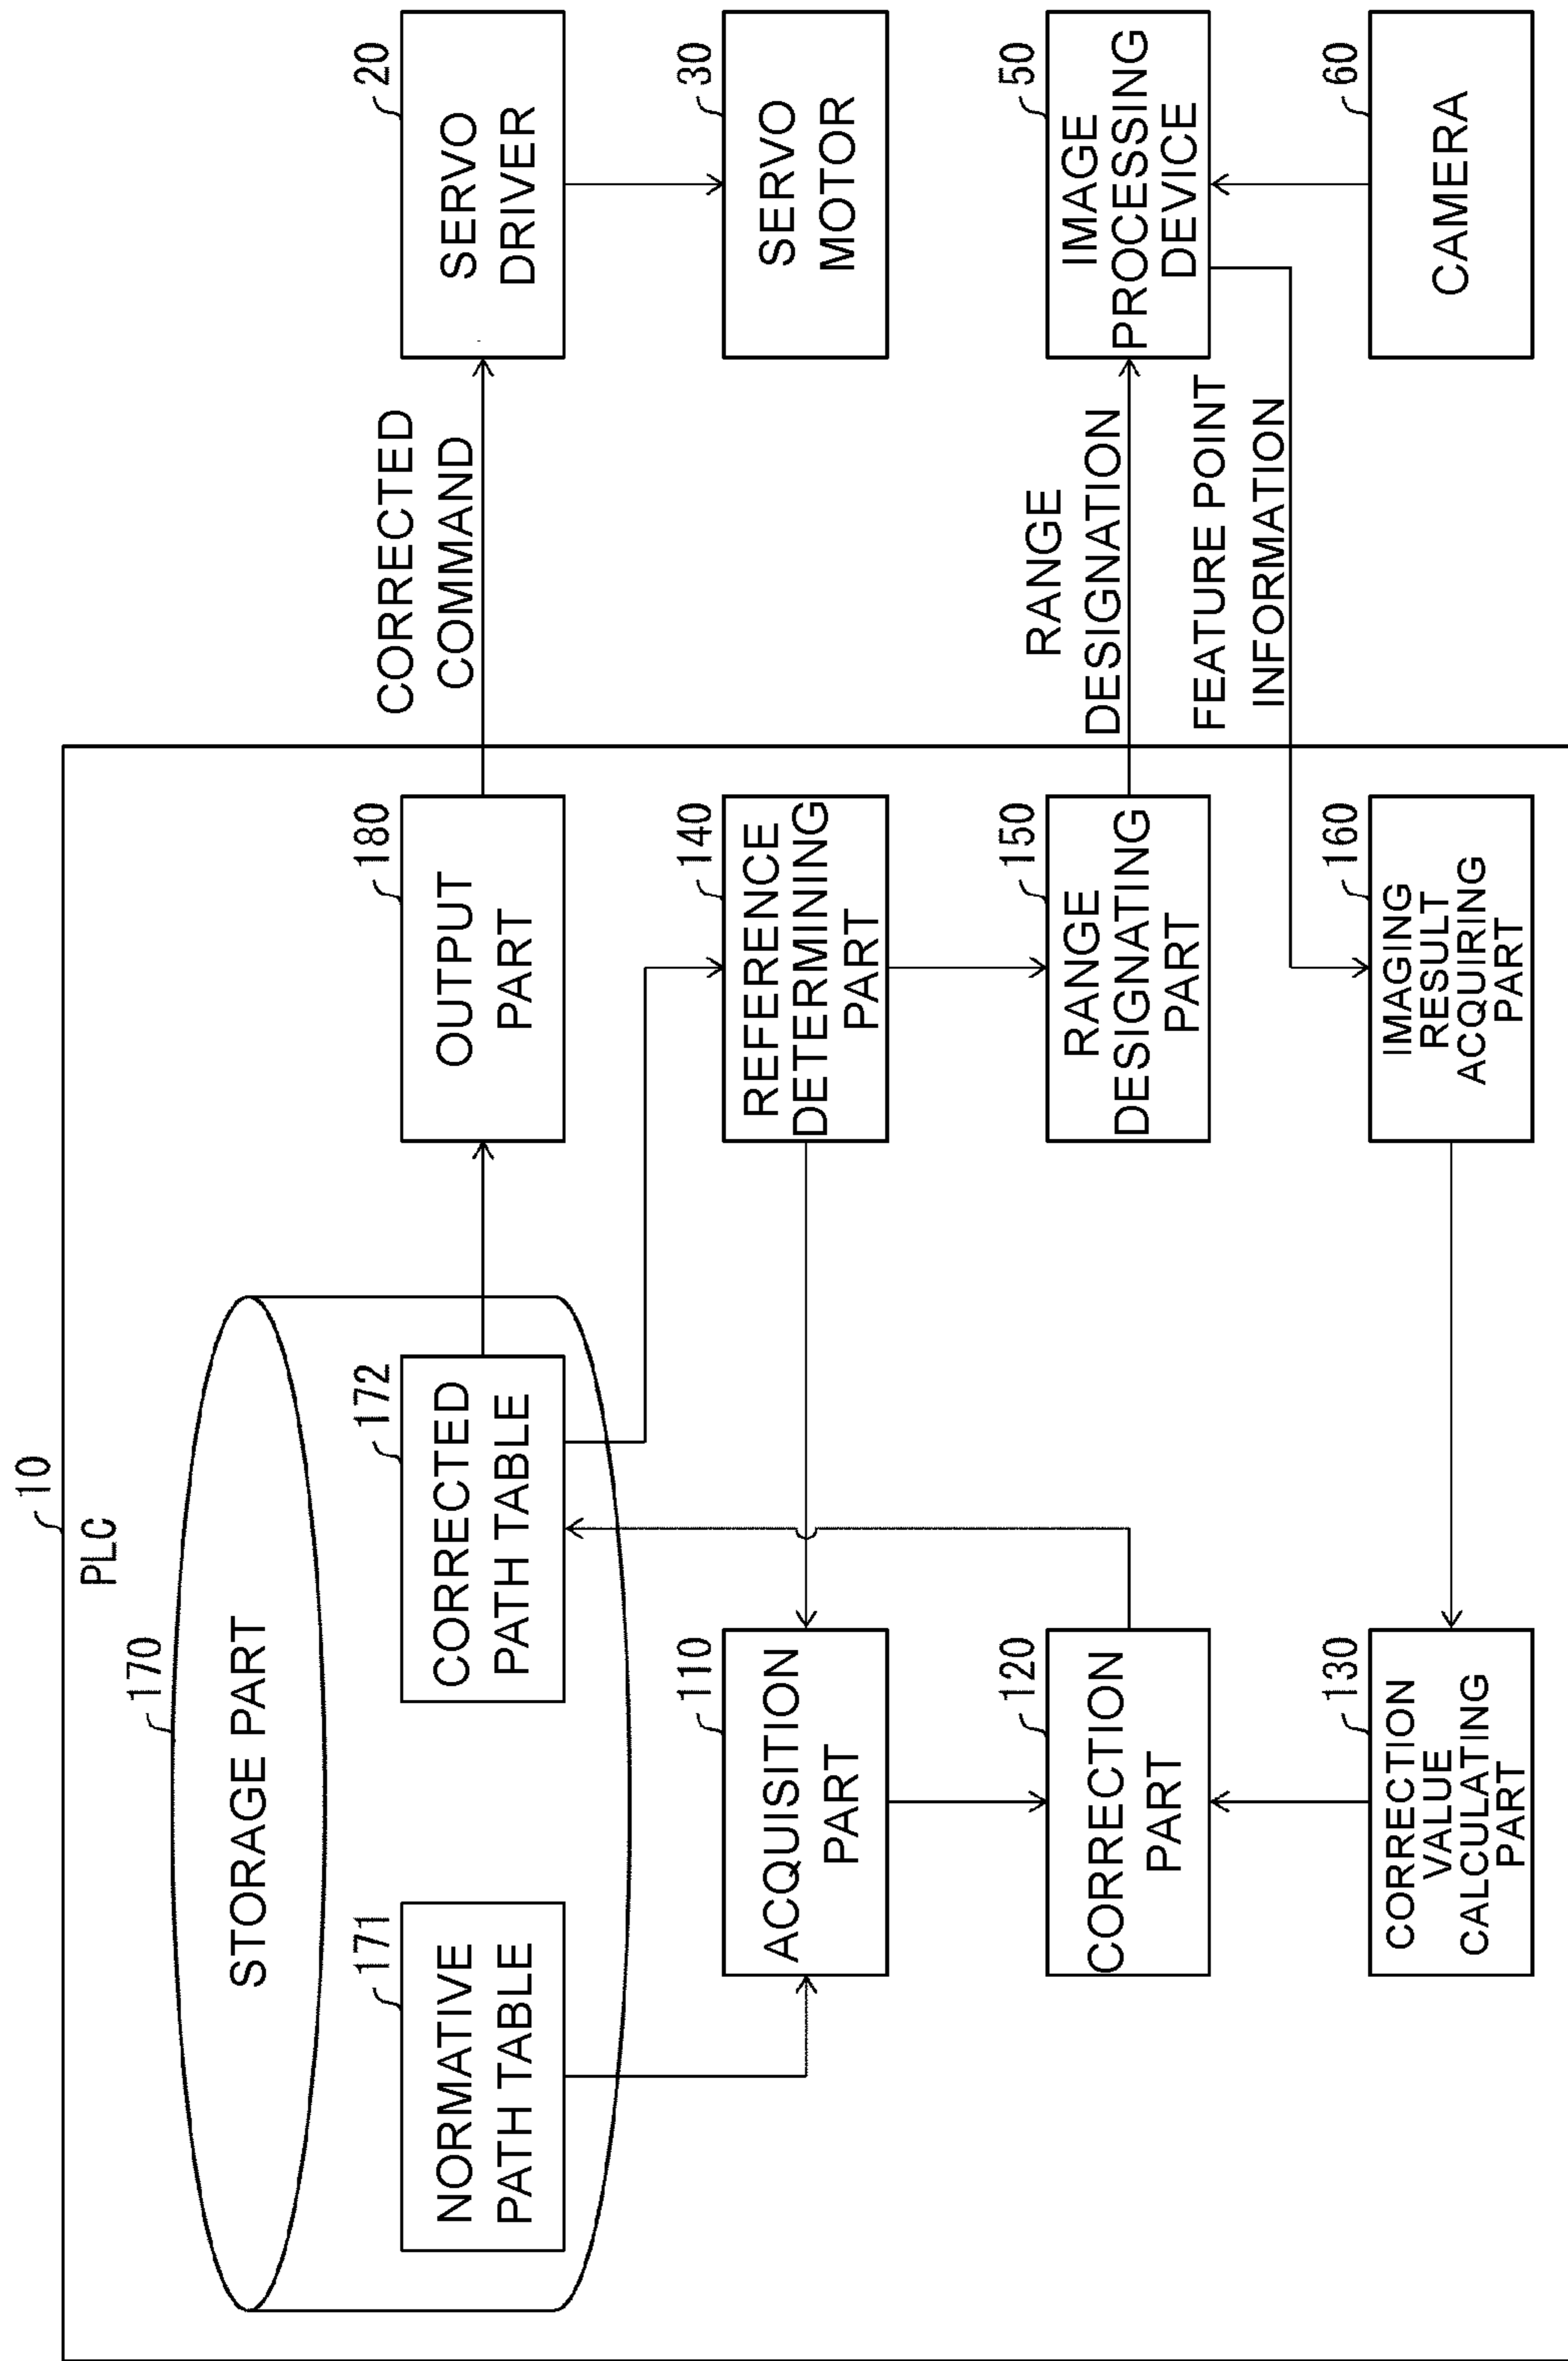 10
PLC
170
STORAGE PART
171
NORMATIVE
PATH TABLE
172
CORRECTED
PATH TABLE
180
OUTPUT
PART
CORRECTED
COMMAND
20
SERVO
DRIVER
110
ACQUISITION
PART
140
REFERENCE
DETERMINING
PART
30
SERVO
MOTOR
120
CORRECTION
PART
150
RANGE
DESIGNATING
PART
RANGE
DESIGNATION
50
IMAGE
PROCESSING
DEVICE
FEATURE POINT
INFORMATION
130
CORRECTION
VALUE
CALCULATING
PART
160
IMAGING
RESULT
ACQUIRING
PART
60
CAMERA